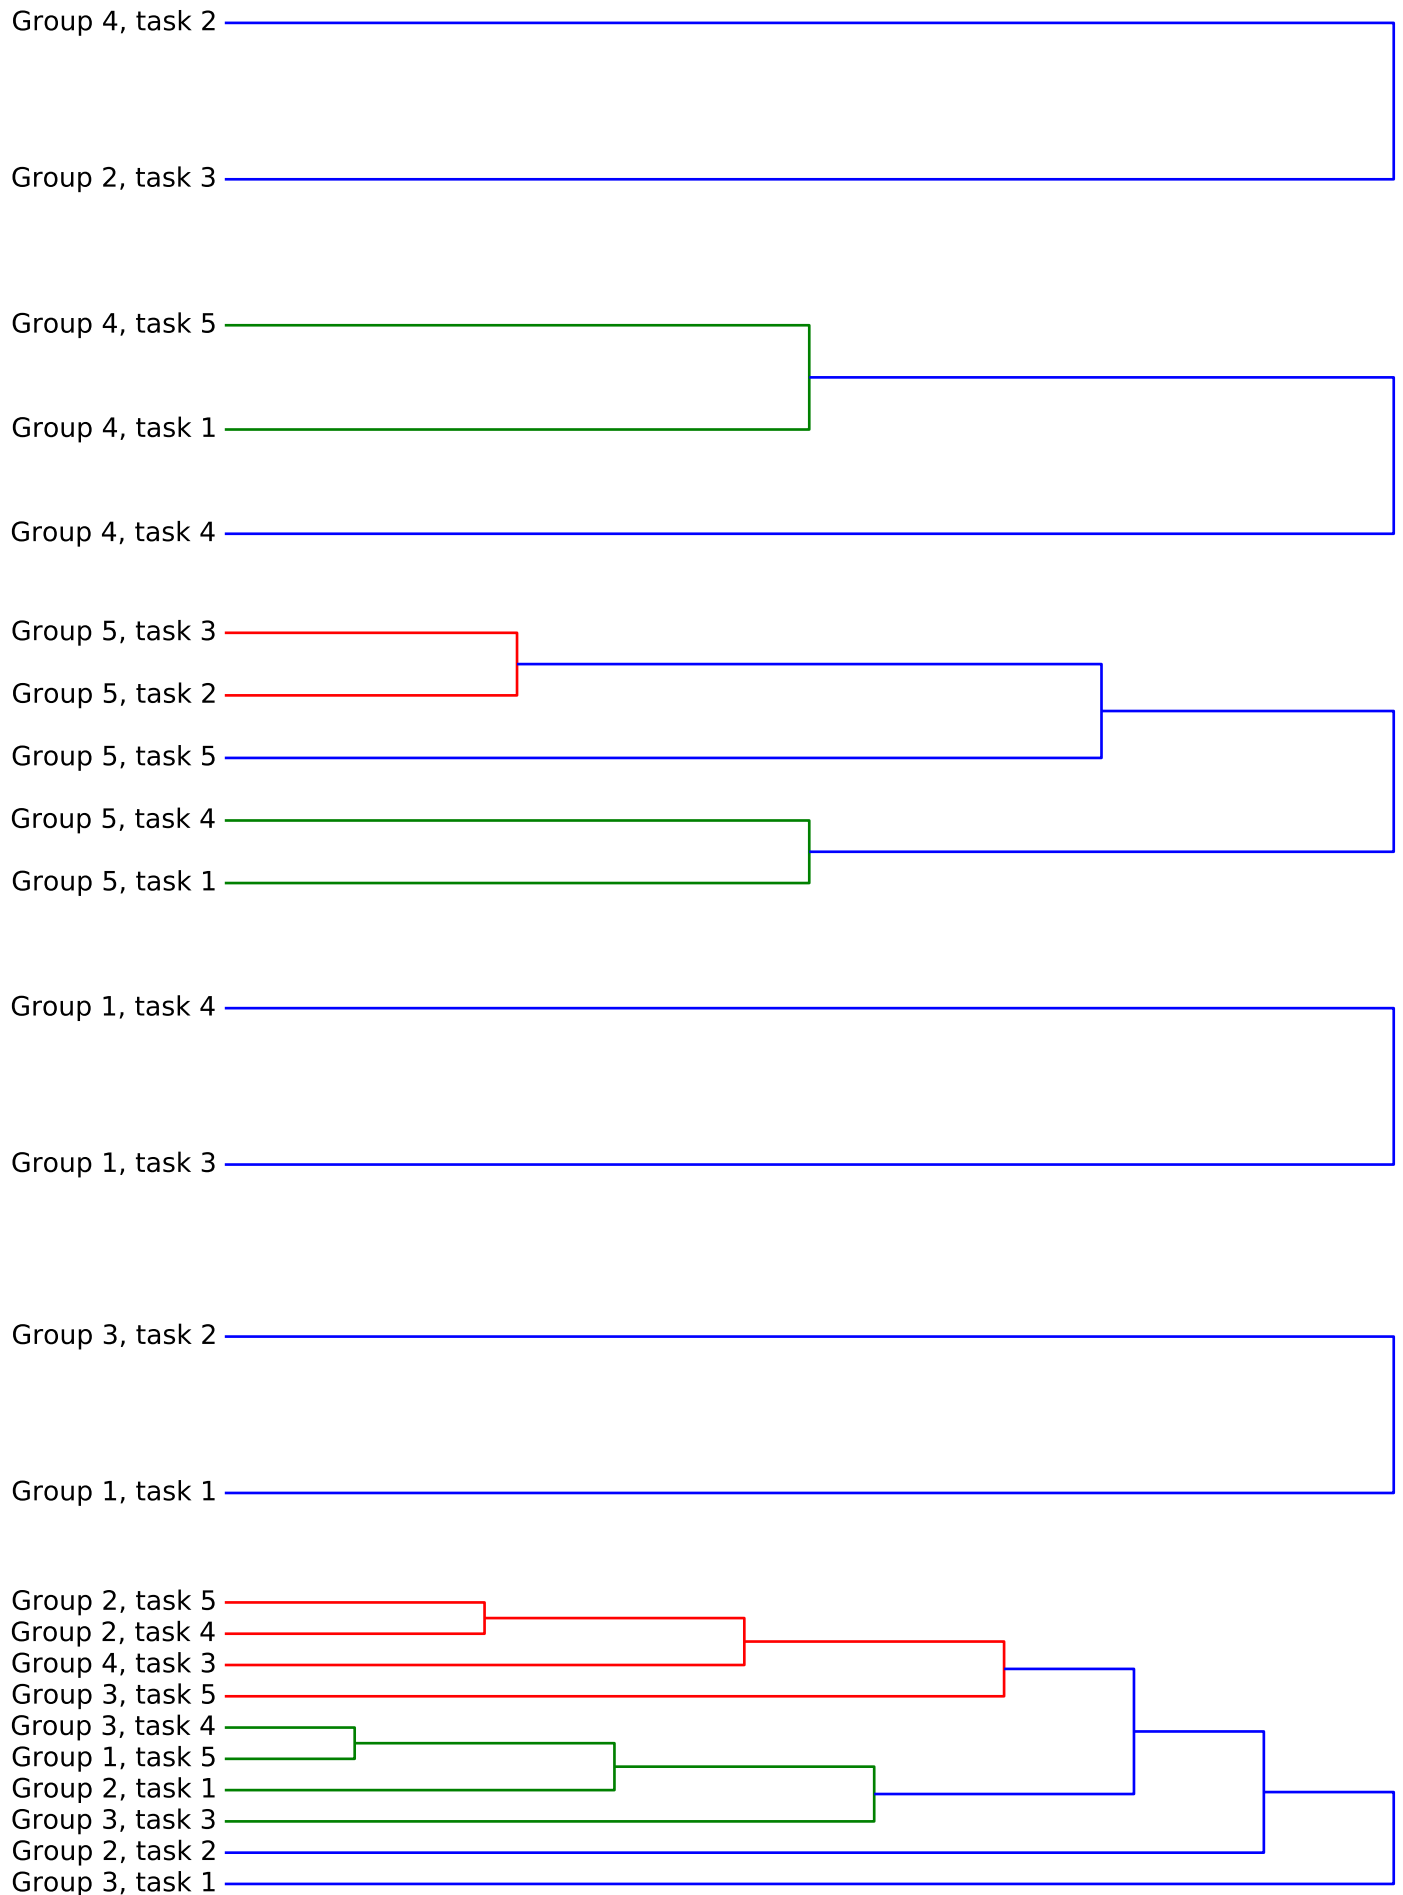 Group 4, task 2
Group 2, task 3
Group 4, task 5
Group 4, task 1
Group 4, task 4
Group 5, task 3
Group 5, task 2
Group 5, task 5
Group 5, task 4
Group 5, task 1
Group 1, task 4
Group 1, task 3
Group 3, task 2
Group 1, task 1
Group 2, task 5
Group 2, task 4
Group 4, task 3
Group 3, task 5
Group 3, task 4
Group 1, task 5
Group 2, task 1
Group 3, task 3
Group 2, task 2
Group 3, task 1